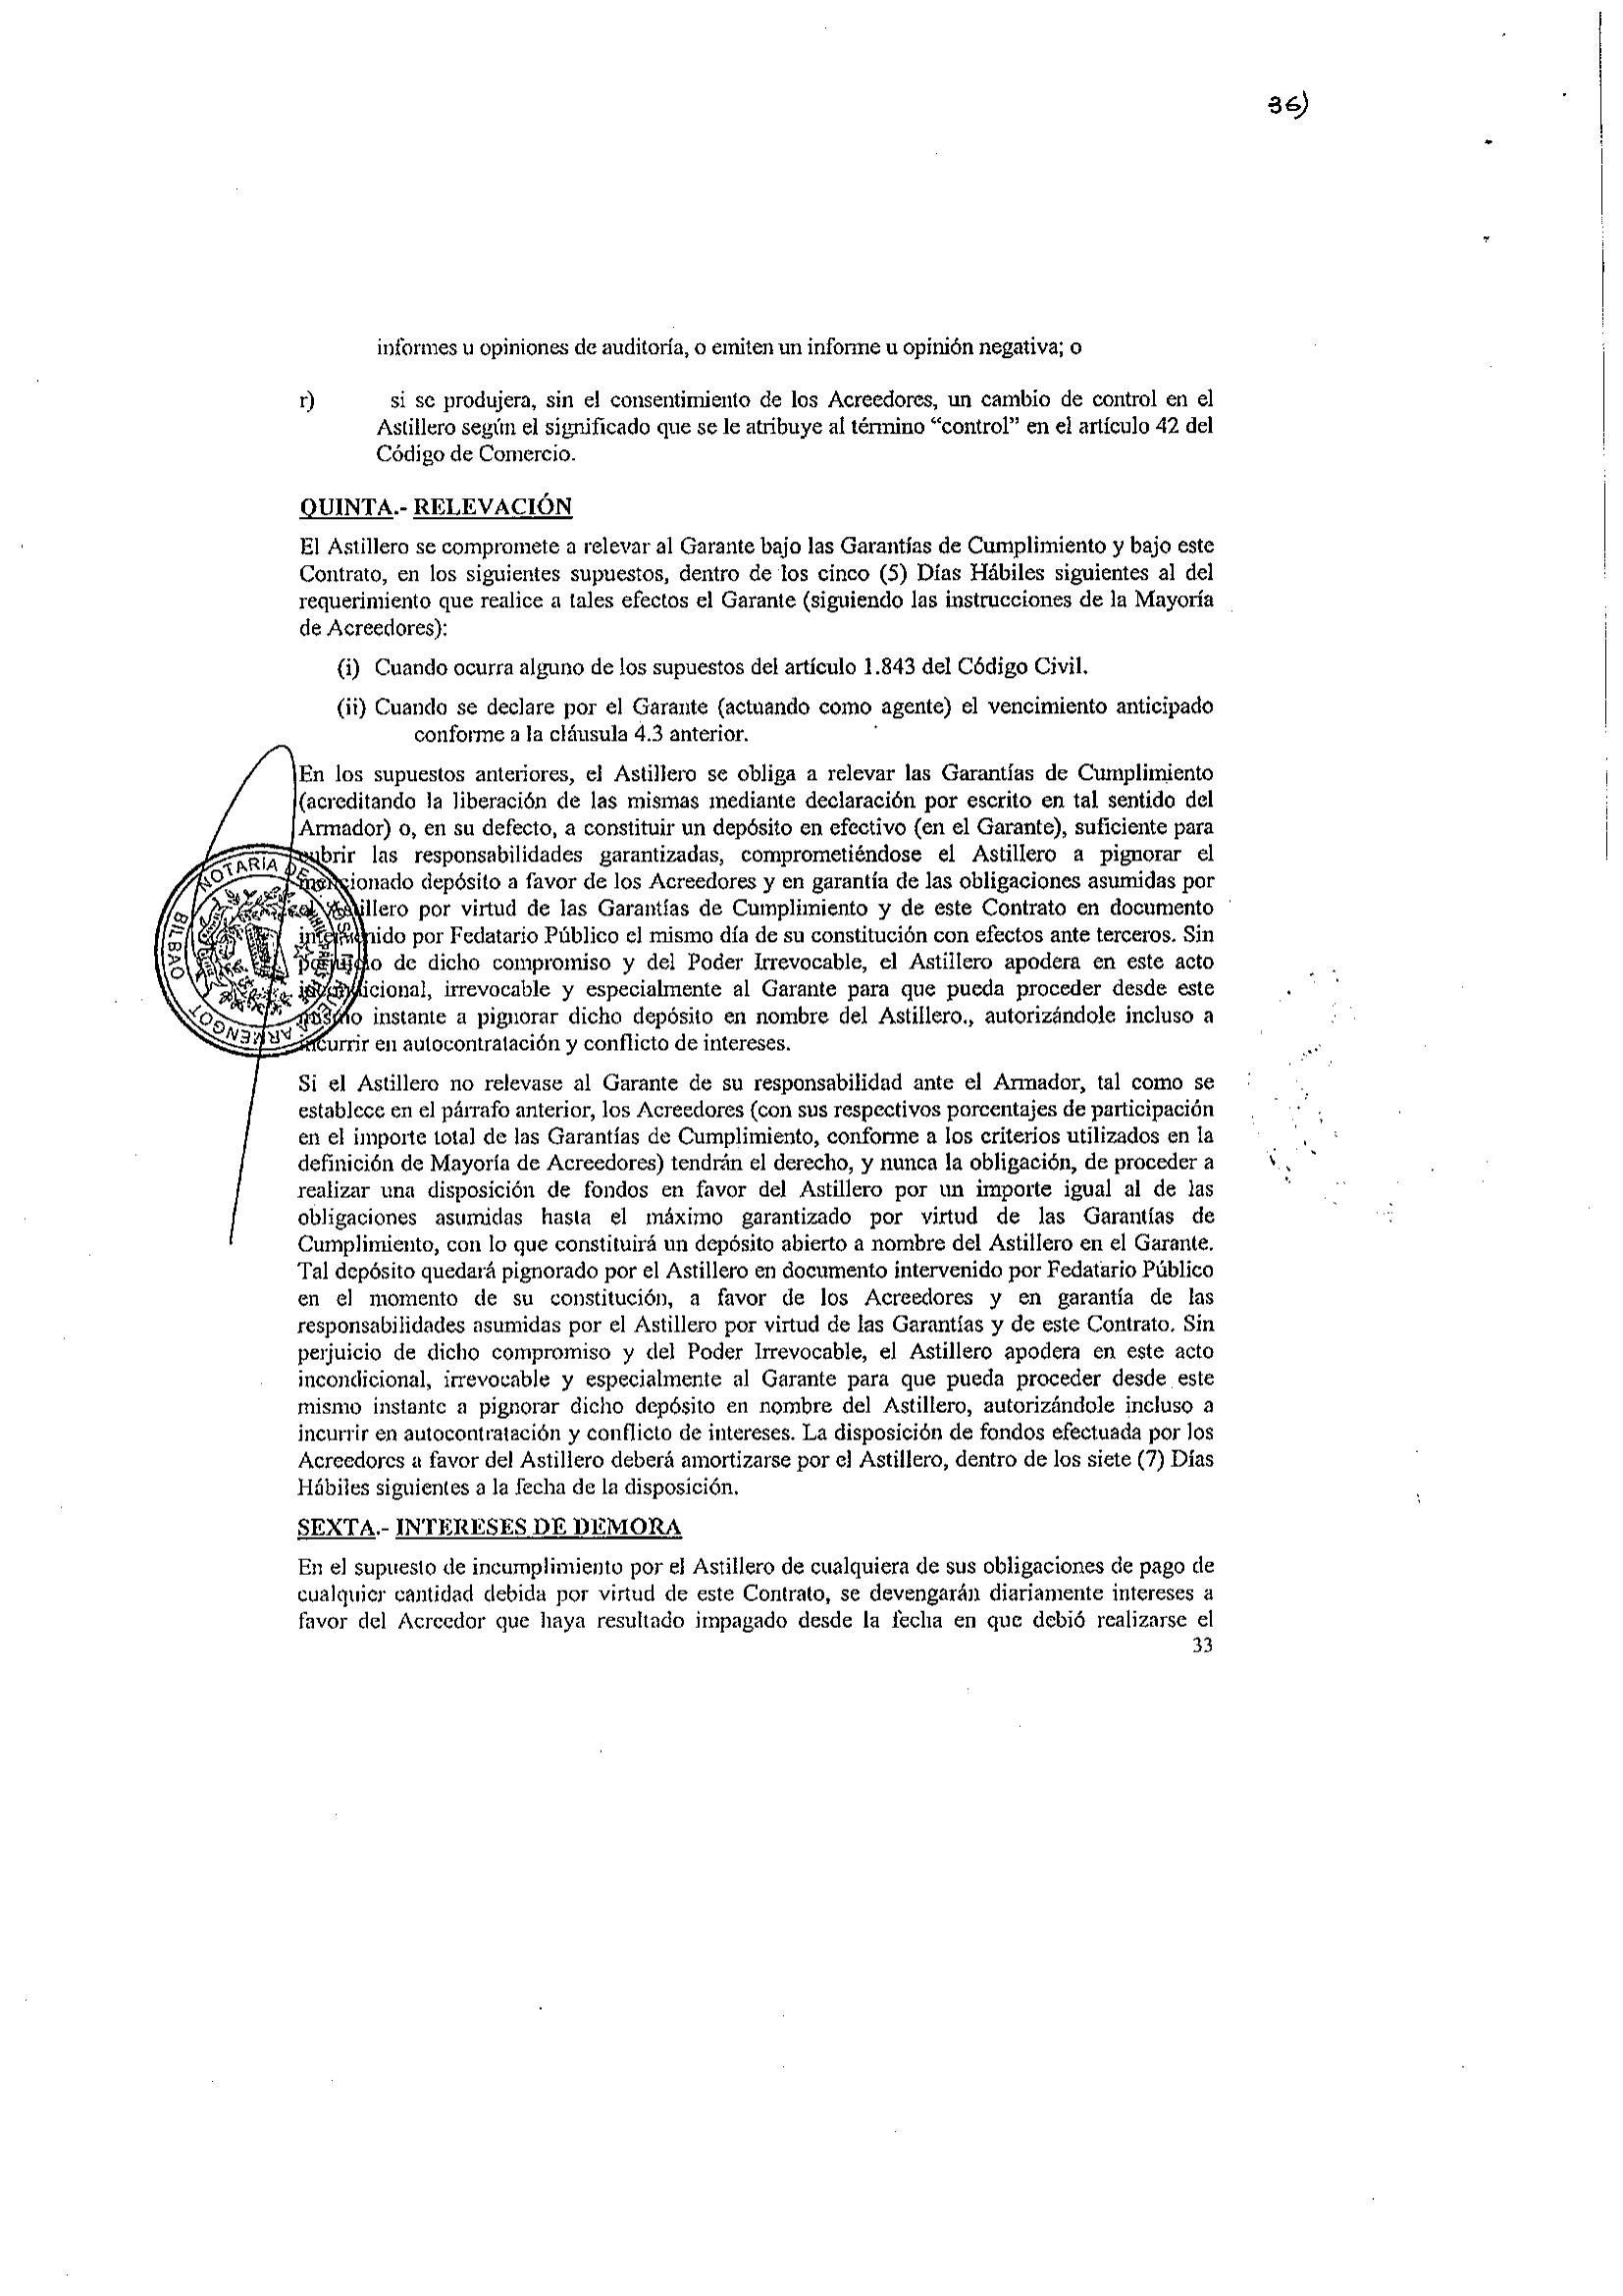 36)
informes u opiniones de auditoría, o emiten un informe u opinión negativa; o
r) si se produjera, sin el consentimiento de los Acreedores, un cambio de control en el
Astillero según el significado que se le atribuye al término “control” en el artículo 42 del
Código de Comercio.
QUINTA.- RELEVACIÓN
El Astillero se compromete a relevar al Garante bajo las Garantías de Cumplimiento y bajo este
Contrato, en los siguientes supuestos, dentro de los cinco (5) Días Hábiles siguientes al del
requerimiento que realice a tales efectos el Garante (siguiendo las instrucciones de la Mayoría
de Acreedores):
(i) Cuando ocurra alguno de los supuestos del artículo 1.843 del Código Civil.
(ii) Cuando se declare por el Garante (actuando como agente) el vencimiento anticipado
conforme a la cláusula 4.3 anterior.
En los supuestos anteriores, el Astillero se obliga a relevar las Garantías de Cumplimiento
(acreditando la liberación de las mismas mediante declaración por escrito en tal sentido del
Armador) o, en su defecto, a constituir un depósito en efectivo (en el Garante), suficiente para
cubrir las responsabilidades garantizadas, comprometiéndose el Astillero a pignorar el
mencionado depósito a favor de los Acreedores y en garantía de las obligaciones asumidas por
el Astillero por virtud de las Garantías de Cumplimiento y de este Contrato en documento
intervenido por Fedatario Público el mismo día de su constitución con efectos ante terceros. Sin
perjuicio de dicho compromiso y del Poder Irrevocable, el Astillero apodera en este acto
incondicional, irrevocable y especialmente al Garante para que pueda proceder desde este
mismo instante a pignorar dicho depósito en nombre del Astillero., autorizándole incluso a
incurrir en autocontratación y conflicto de intereses.
NOTARIA DE
ARMENGOT
BILBAO
Si el Astillero no relevase al Garante de su responsabilidad ante el Armador, tal como se
establece en el párrafo anterior, los Acreedores (con sus respectivos porcentajes de participación
en el importe total de las Garantías de Cumplimiento, conforme a los criterios utilizados en la
definición de Mayoría de Acreedores) tendrán el derecho, y nunca la obligación, de proceder a
realizar una disposición de fondos en favor del Astillero por un importe igual al de las
obligaciones asumidas hasta el máximo garantizado por virtud de las Garantías de
Cumplimiento, con lo que constituirá un depósito abierto a nombre del Astillero en el Garante.
Tal depósito quedará pignorado por el Astillero en documento intervenido por Fedatario Público
en el momento de su constitución, a favor de los Acreedores y en garantía de las
responsabilidades asumidas por el Astillero por virtud de las Garantías y de este Contrato. Sin
perjuicio de dicho compromiso y del Poder Irrevocable, el Astillero apodera en este acto
incondicional, irrevocable y especialmente al Garante para que pueda proceder desde este
mismo instante a pignorar dicho depósito en nombre del Astillero, autorizándole incluso a
incurrir en autocontratación y conflicto de intereses. La disposición de fondos efectuada por los
Acreedores a favor del Astillero deberá amortizarse por el Astillero, dentro de los siete (7) Días
Hábiles siguientes a la fecha de la disposición.
SEXTA.- INTERESES DE DEMORA
En el supuesto de incumplimiento por el Astillero de cualquiera de sus obligaciones de pago de
cualquier cantidad debida por virtud de este Contrato, se devengarán diariamente intereses a
favor del Acreedor que haya resultado impagado desde la fecha en que debió realizarse el
33